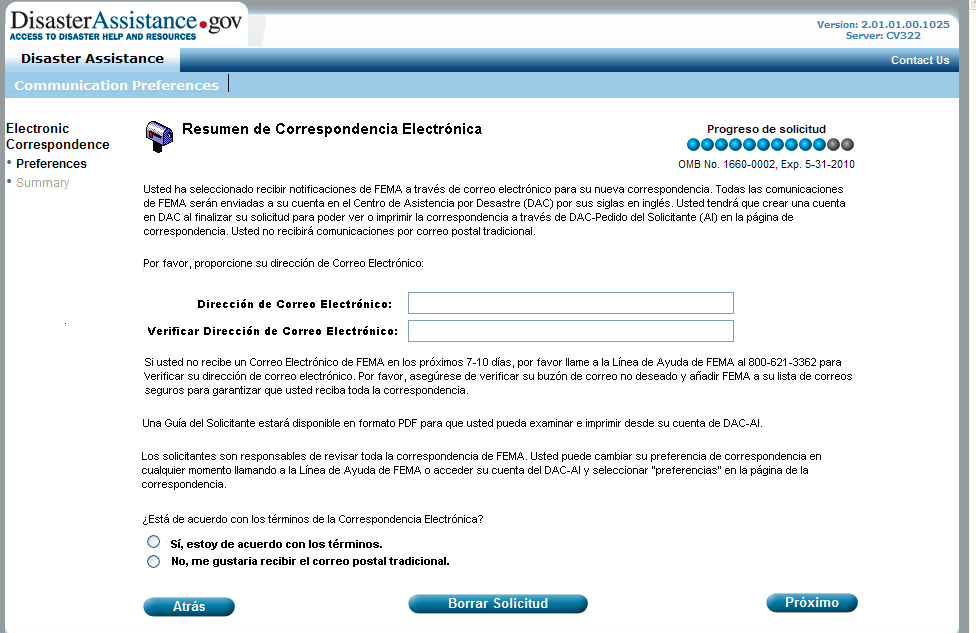 DisasterAssistance.gov
ACCESS TO DISASTER HELP AND RESOURCES
Version: 2.01.01.00.1025
Server: CV322
Disaster Assistance
Contact Us
Communication Preferences
Electronic
Correspondence
• Preferences
• Summary
Resumen de Correspondencia Electrónica
Progreso de solicitud
OMB No. 1660-0002, Exp. 5-31-2010
Usted ha seleccionado recibir notificaciones de FEMA a través de correo electrónico para su nueva correspondencia. Todas las comunicaciones
de FEMA serán enviadas a su cuenta en el Centro de Asistencia por Desastre (DAC) por sus siglas en inglés. Usted tendrá que crear una cuenta
en DAC al finalizar su solicitud para poder ver o imprimir la correspondencia a través de DAC-Pedido del Solicitante (AI) en la página de
correspondencia. Usted no recibirá comunicaciones por correo postal tradicional.
Por favor, proporcione su dirección de Correo Electrónico:
Dirección de Correo Electrónico:
Verificar Dirección de Correo Electrónico:
Si usted no recibe un Correo Electrónico de FEMA en los próximos 7-10 días, por favor llame a la Línea de Ayuda de FEMA al 800-621-3362 para
verificar su dirección de correo electrónico. Por favor, asegúrese de verificar su buzón de correo no deseado y añadir FEMA a su lista de correos
seguros para garantizar que usted reciba toda la correspondencia.
Una Guía del Solicitante estará disponible en formato PDF para que usted pueda examinar e imprimir desde su cuenta de DAC-AI.
Los solicitantes son responsables de revisar toda la correspondencia de FEMA. Usted puede cambiar su preferencia de correspondencia en
cualquier momento llamando a la Línea de Ayuda de FEMA o acceder su cuenta del DAC-AI y seleccionar "preferencias" en la página de la
correspondencia.
¿Está de acuerdo con los términos de la Correspondencia Electrónica?
Sí, estoy de acuerdo con los términos.
No, me gustaria recibir el correo postal tradicional.
Atrás
Borrar Solicitud
Próximo